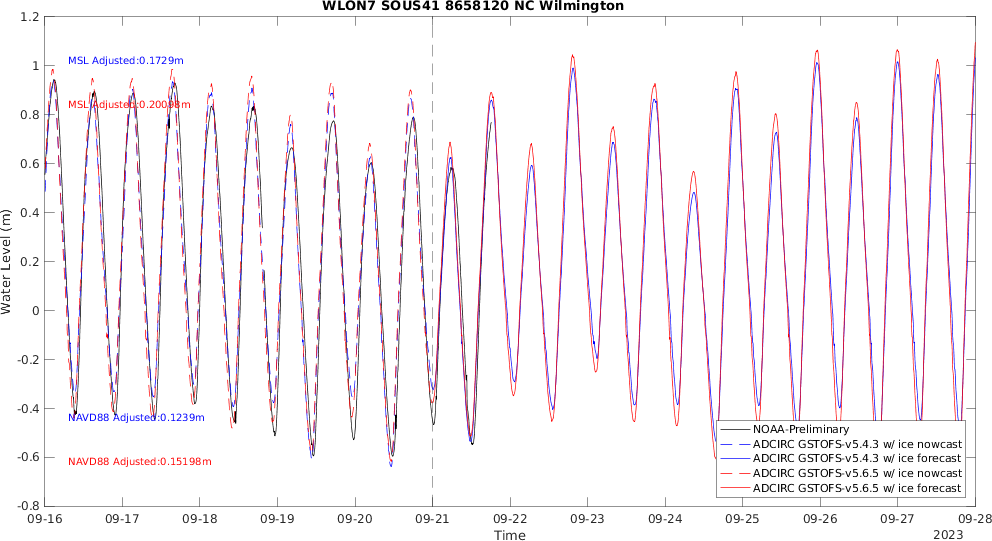 WLON7 SOUS41 8658120 NC Wilmington
1.2
1
0.8
0.6
0.4
0.2
0
-0.2
-0.4
-0.6
-0.8
Water Level (m)
MSL Adjusted:0.1729m
MSL Adjusted:0.20098m
NAVD88 Adjusted:0.1239m
NAVD88 Adjusted:0.15198m
NOAA-Preliminary
ADCIRC GSTOFS-v5.4.3 w/ ice nowcast
ADCIRC GSTOFS-v5.4.3 w/ ice forecast
ADCIRC GSTOFS-v5.6.5 w/ ice nowcast
ADCIRC GSTOFS-v5.6.5 w/ ice forecast
09-16 09-17 09-18 09-19 09-20 09-21 09-22 09-23 09-24 09-25 09-26 09-27 09-28
Time
2023